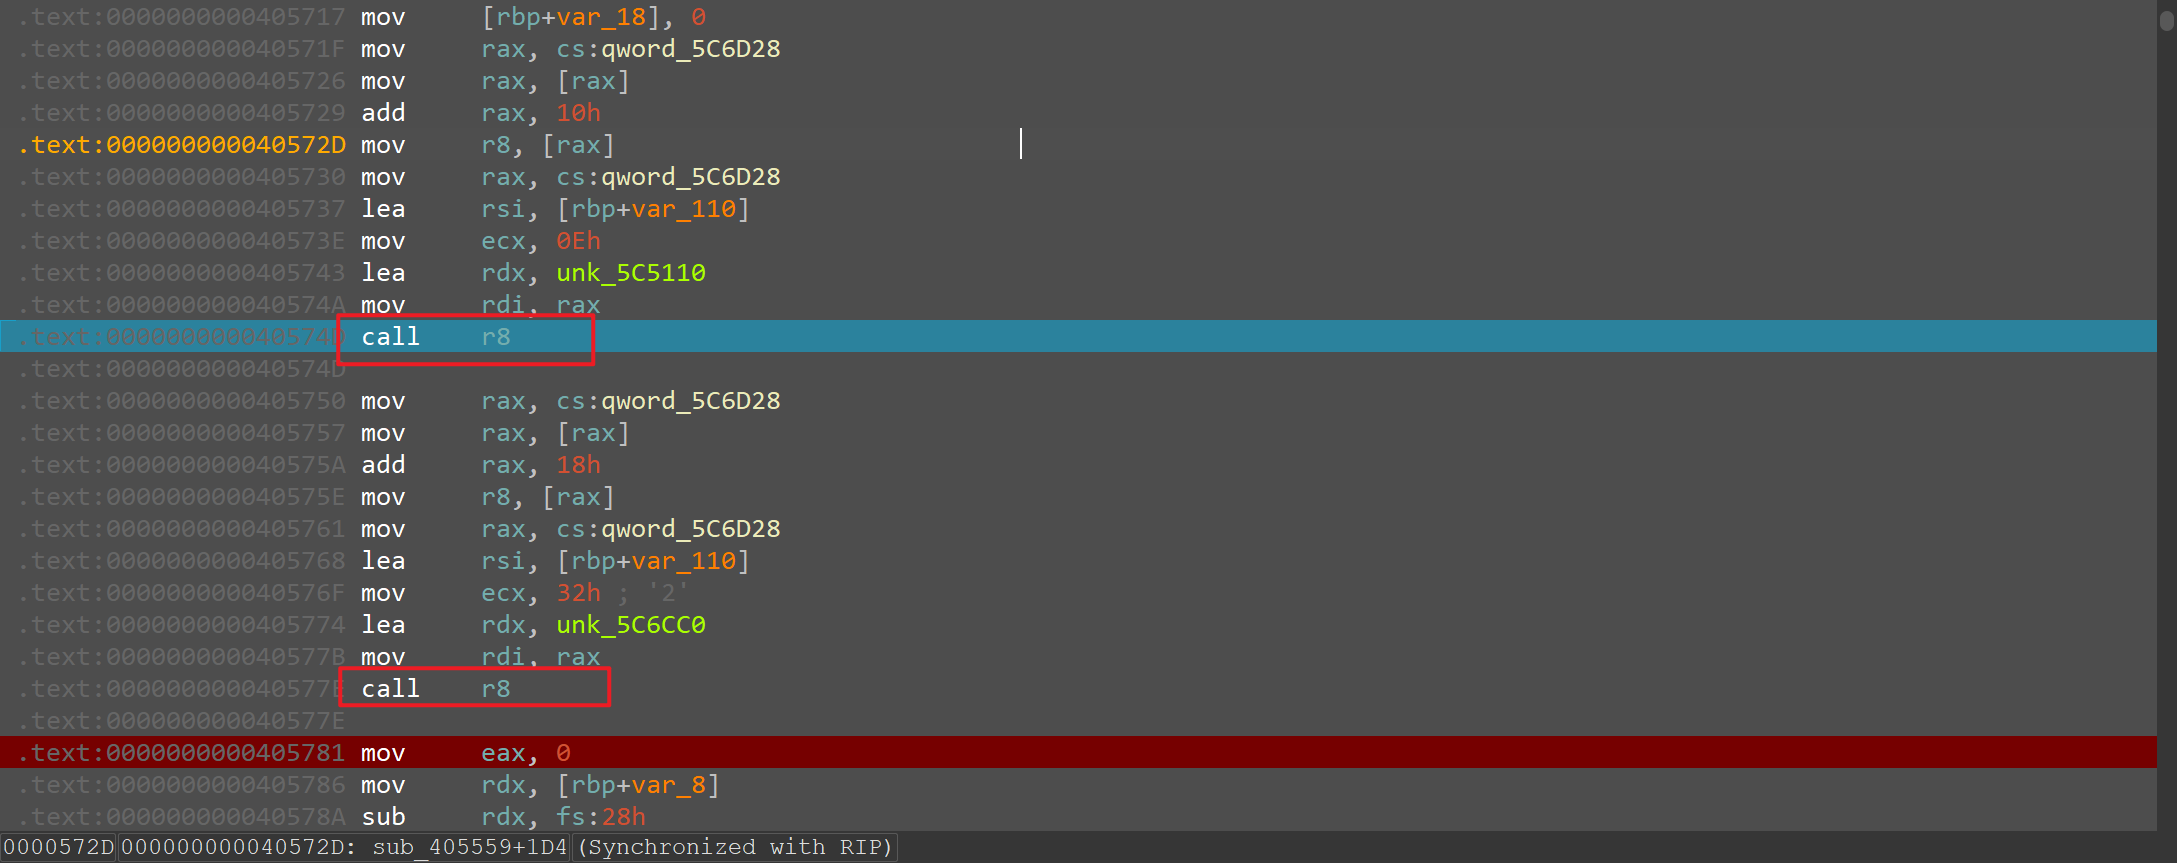 .text:0000000000405717 mov [rbp+var_18], 0
.text:000000000040571F mov rax, cs:qword_5C6D28
.text:0000000000405726 mov rax, [rax]
.text:0000000000405729 add rax, 10h
.text:000000000040572D mov r8, [rax]
.text:0000000000405730 mov rax, cs:qword_5C6D28
.text:0000000000405737 lea rsi, [rbp+var_110]
.text:000000000040573E mov ecx, 0Eh
.text:0000000000405743 lea rdx, unk_5C5110
.text:000000000040574A mov rdi, rax
.text:000000000040574D call r8
.text:000000000040574D
.text:0000000000405750 mov rax, cs:qword_5C6D28
.text:0000000000405757 mov rax, [rax]
.text:000000000040575A add rax, 18h
.text:000000000040575E mov r8, [rax]
.text:0000000000405761 mov rax, cs:qword_5C6D28
.text:0000000000405768 lea rsi, [rbp+var_110]
.text:000000000040576F mov ecx, 32h ; '2'
.text:0000000000405774 lea rdx, unk_5C6CC0
.text:000000000040577B mov rdi, rax
.text:000000000040577E call r8
.text:000000000040577E
.text:0000000000405781 mov eax, 0
.text:0000000000405786 mov rdx, [rbp+var_8]
.text:000000000040578A sub rdx, fs:28h
0000572D 000000000040572D: sub_405559+1D4 (Synchronized with RIP)